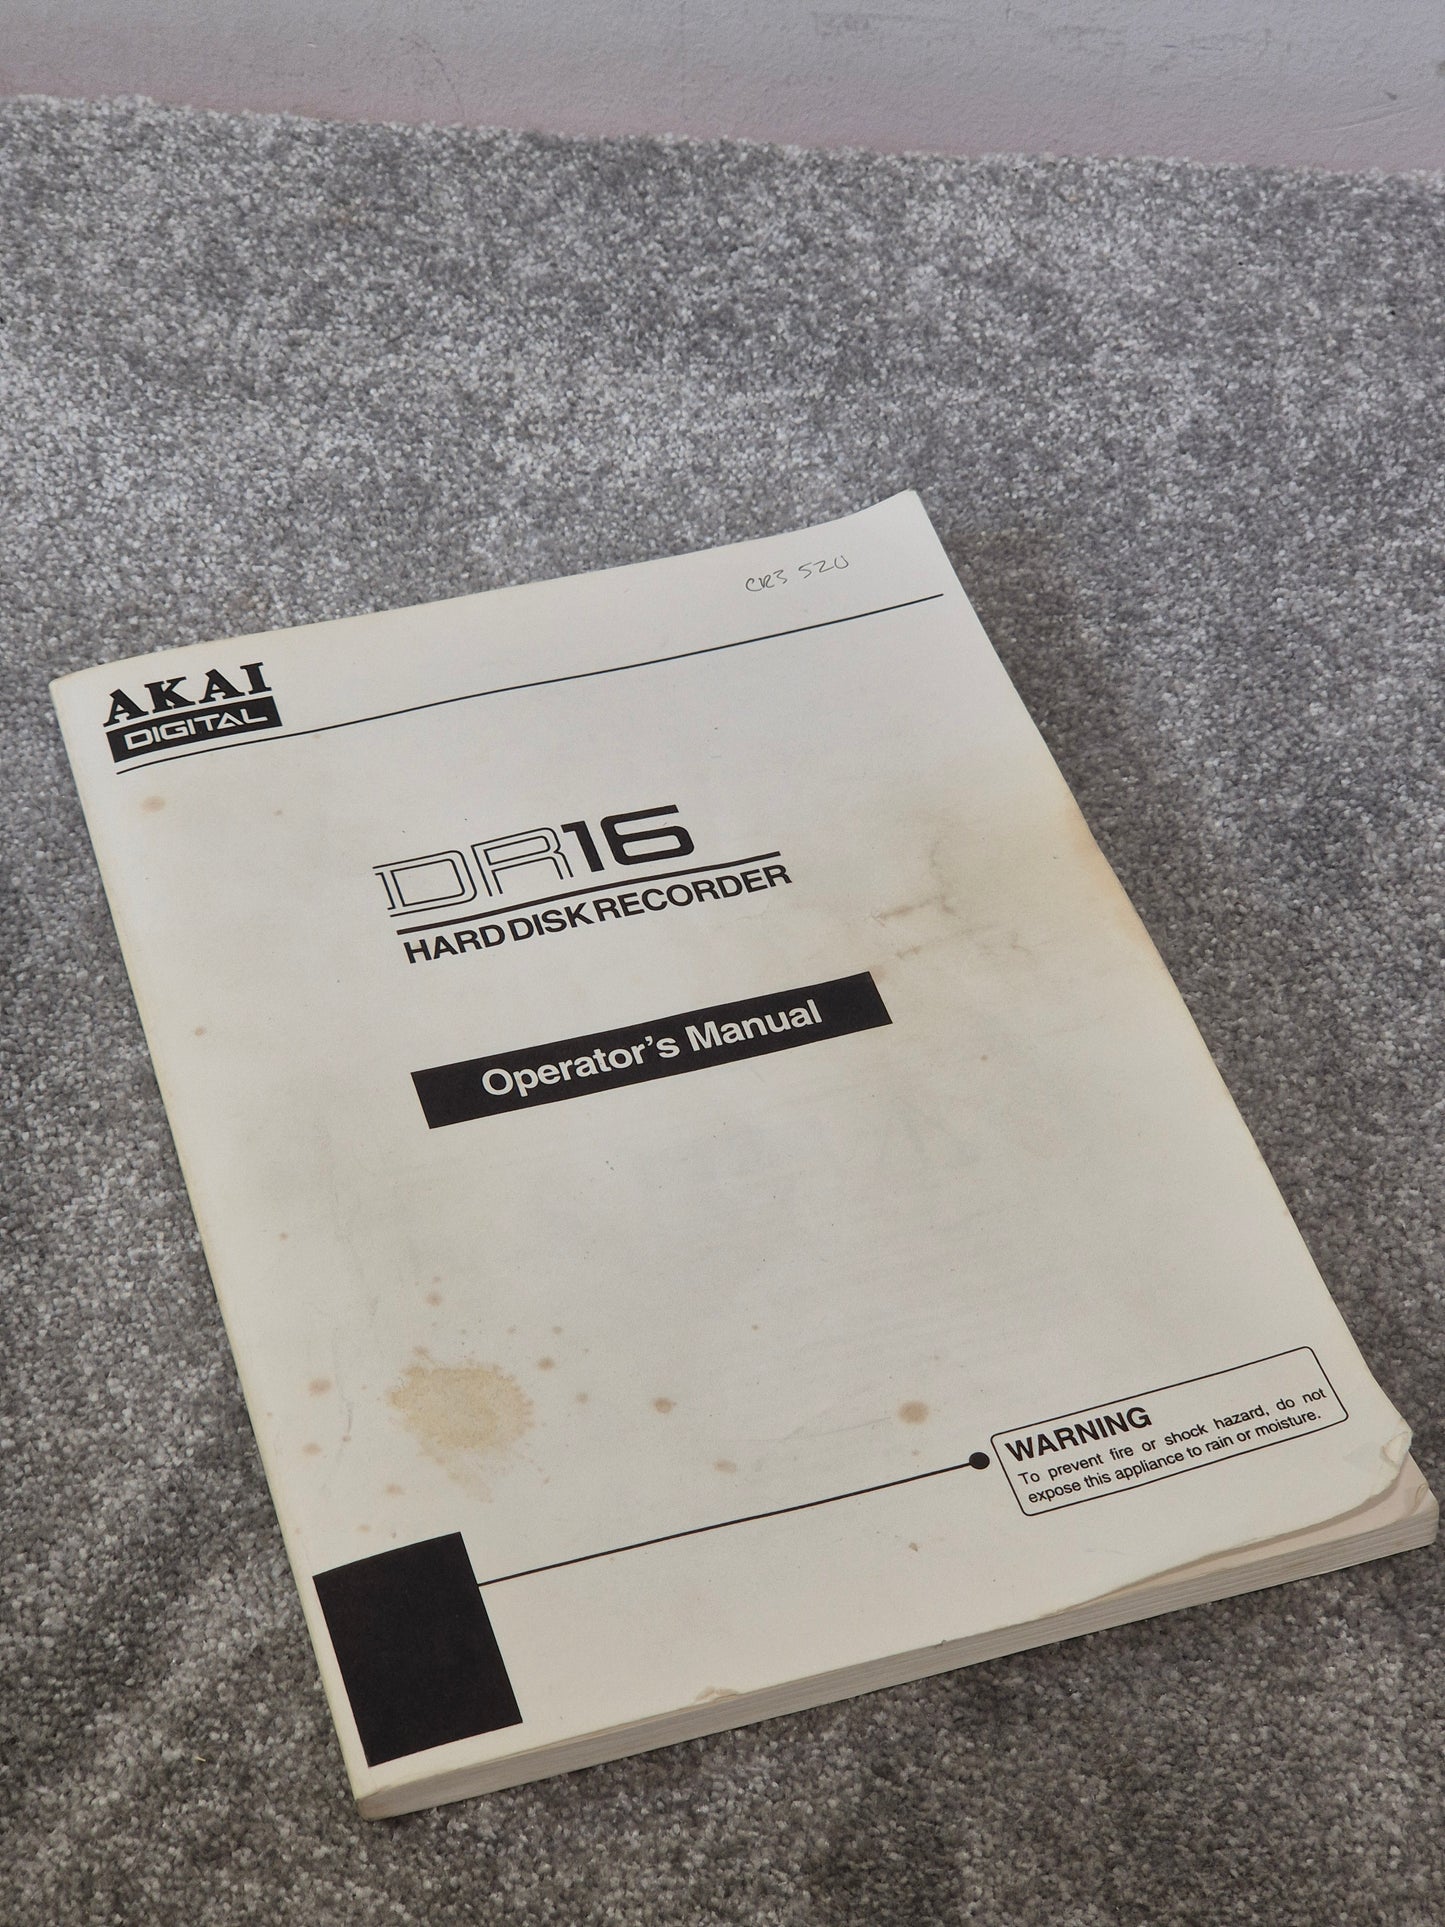 CR3 520
AKAI
DIGITAL
DR16
HARD DISK RECORDER
Operator's Manual
WARNING
To prevent fire or shock hazard, do not
expose this appliance to rain or moisture.